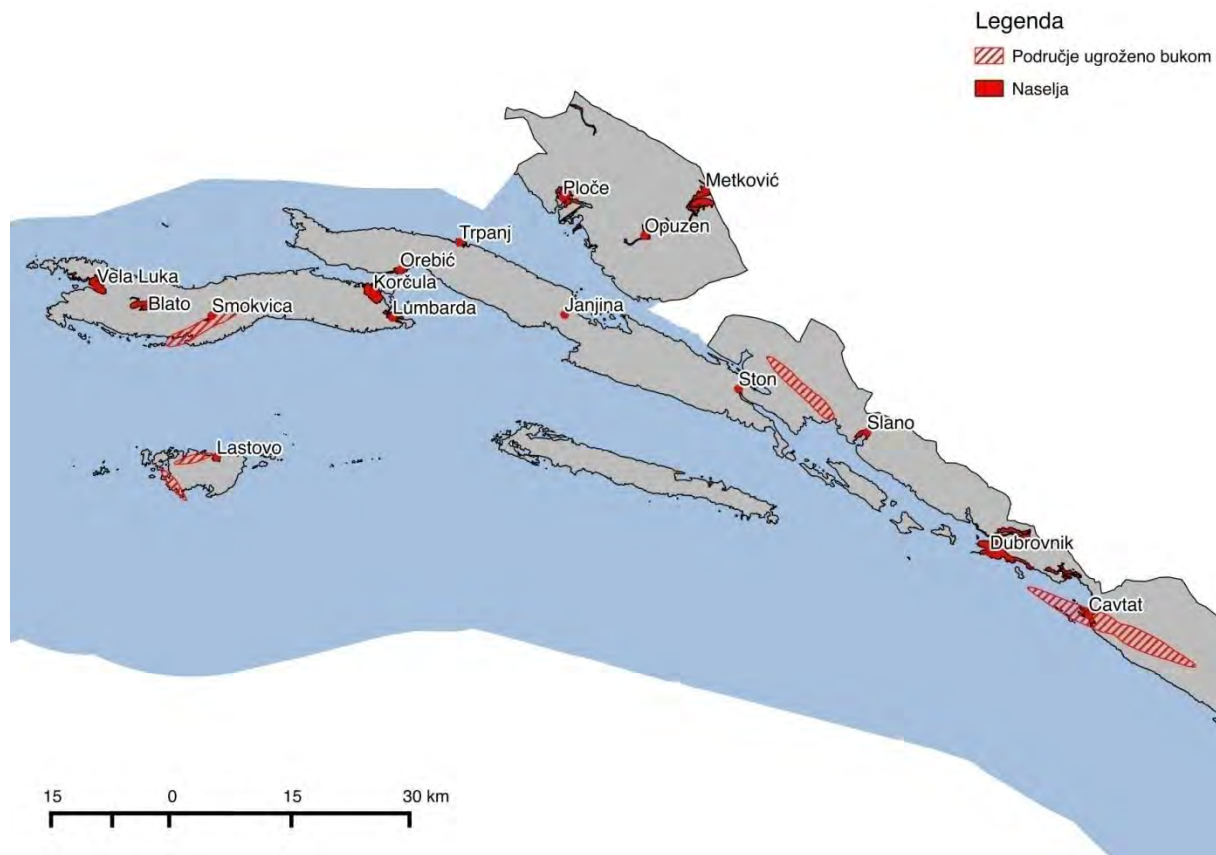 Legenda
Područje ugroženo bukom
Naselja
Metković
Ploče
Opuzen
Trpanj
Orebić
Vela Luka
Korčula
Blato
Smokvica
Lumbarda
Janjina
Ston
Slano
Lastovo
Dubrovnik
Cavtat
15 0 15 30 km